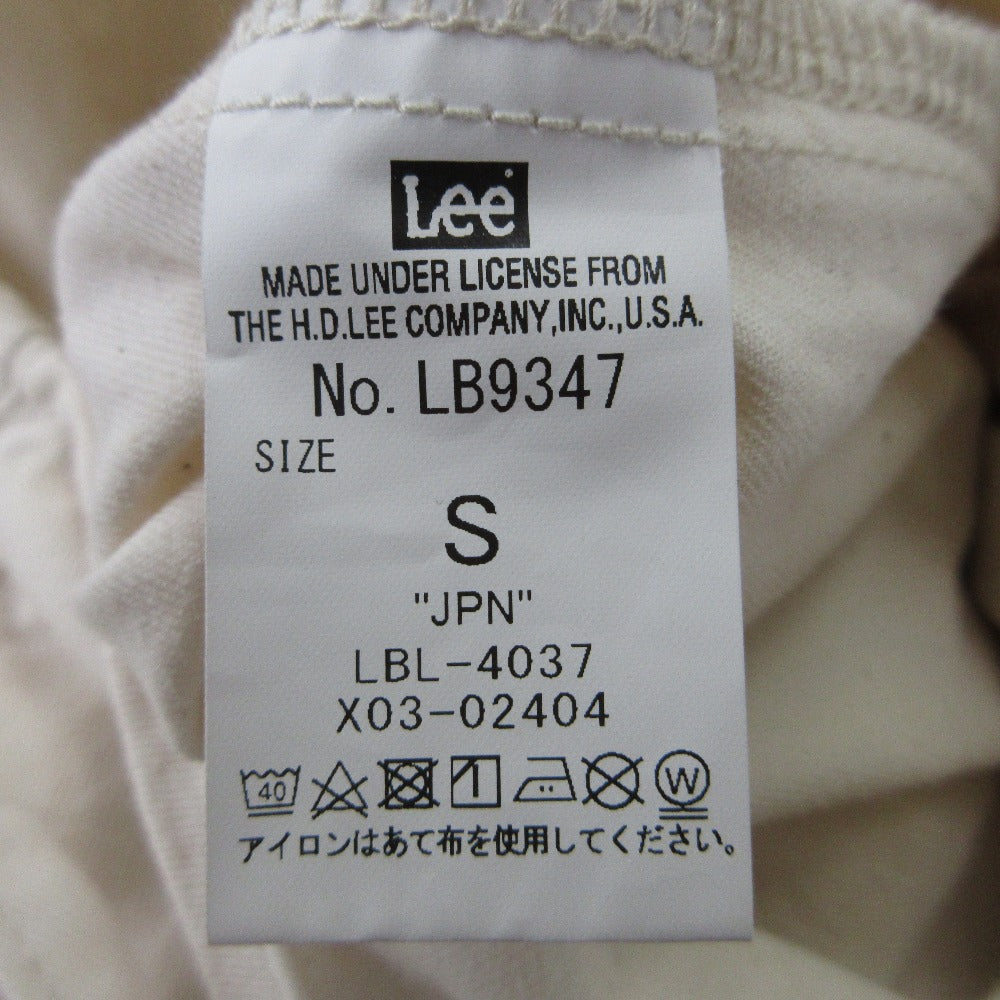 Lee
MADE UNDER LICENSE FROM
THE H.D.LEE COMPANY,INC.,U.S.A.
No. LB9347
SIZE
S
"JPN"
LBL-4037
X03-02404
40 W
アイロンはあて布を使用してください。